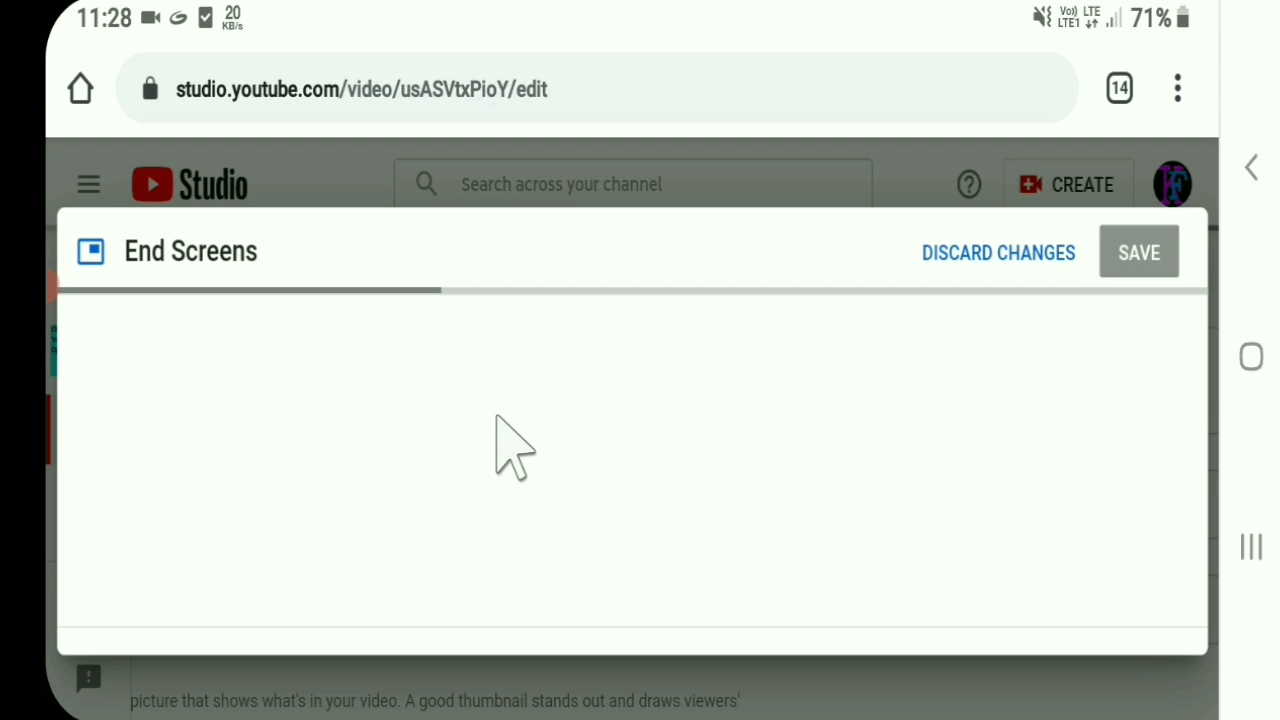 11:28 20 KB/s Vo) LTE LTE1 71%
studio.youtube.com/video/usASVtxPioY/edit 14
Studio Search across your channel CREATE
End Screens DISCARD CHANGES SAVE
picture that shows what's in your video. A good thumbnail stands out and draws viewers'